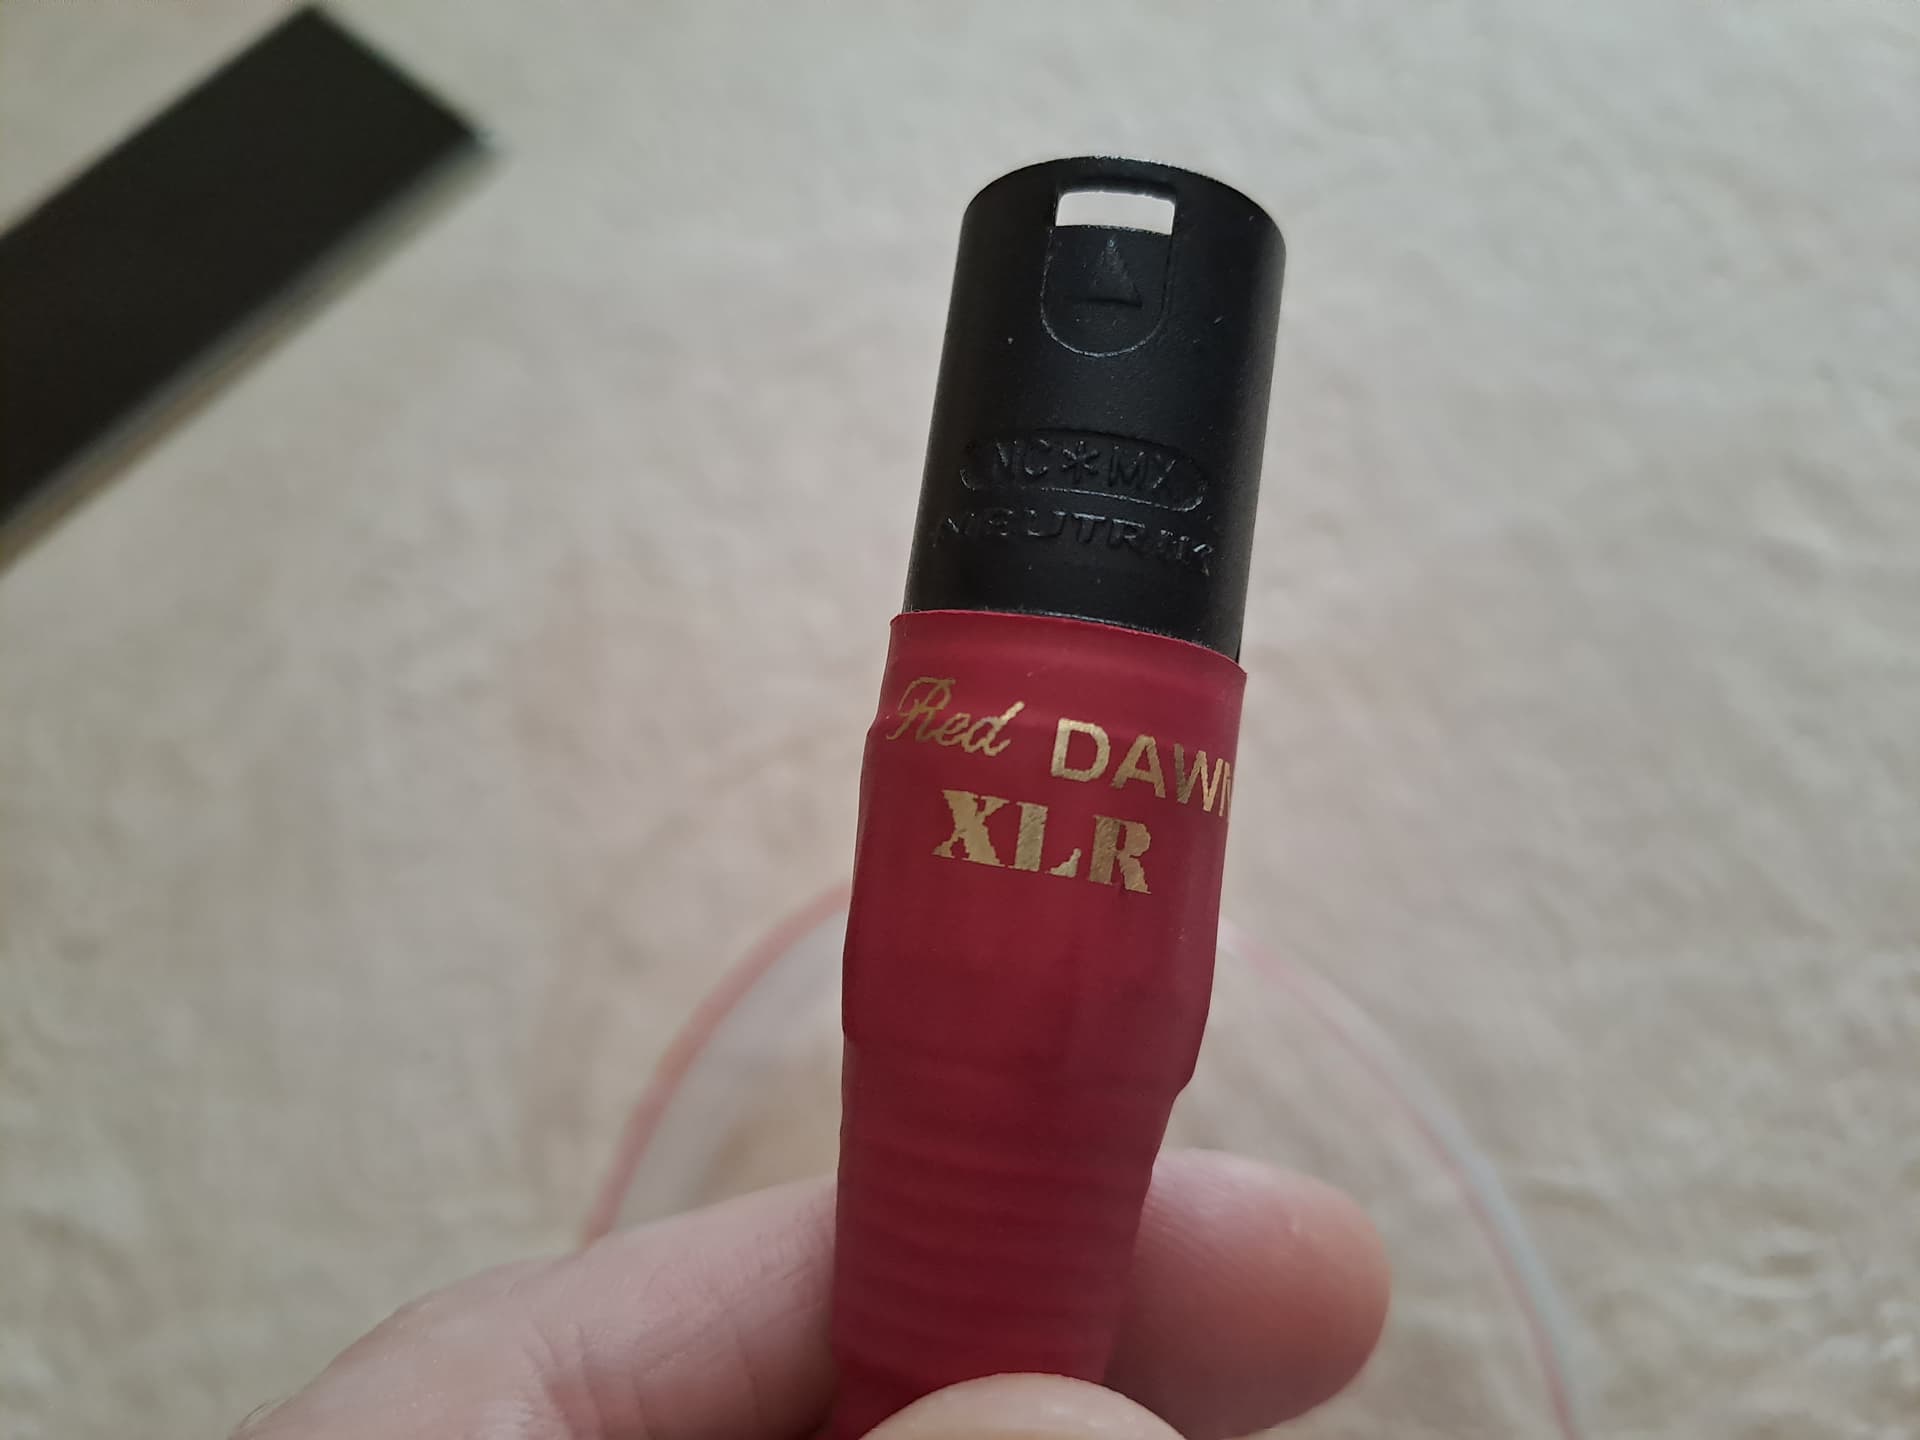 NC*MX
NEUTRIK
Red DAWN
XLR